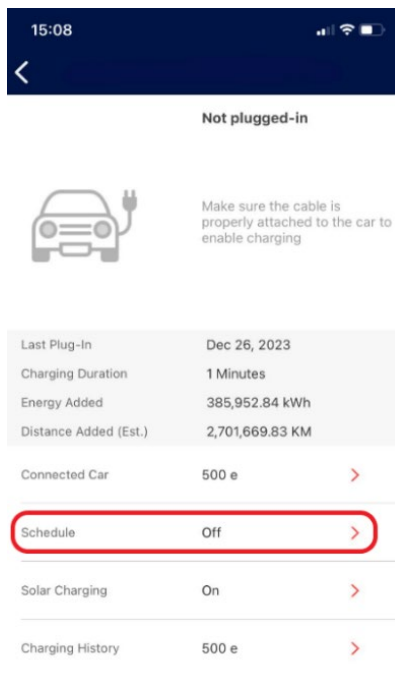 15:08
Not plugged-in
Make sure the cable is
properly attached to the car to
enable charging
Last Plug-In Dec 26, 2023
Charging Duration 1 Minutes
Energy Added 385,952.84 kWh
Distance Added (Est.) 2,701,669.83 KM
Connected Car 500 e
Schedule Off
Solar Charging On
Charging History 500 e